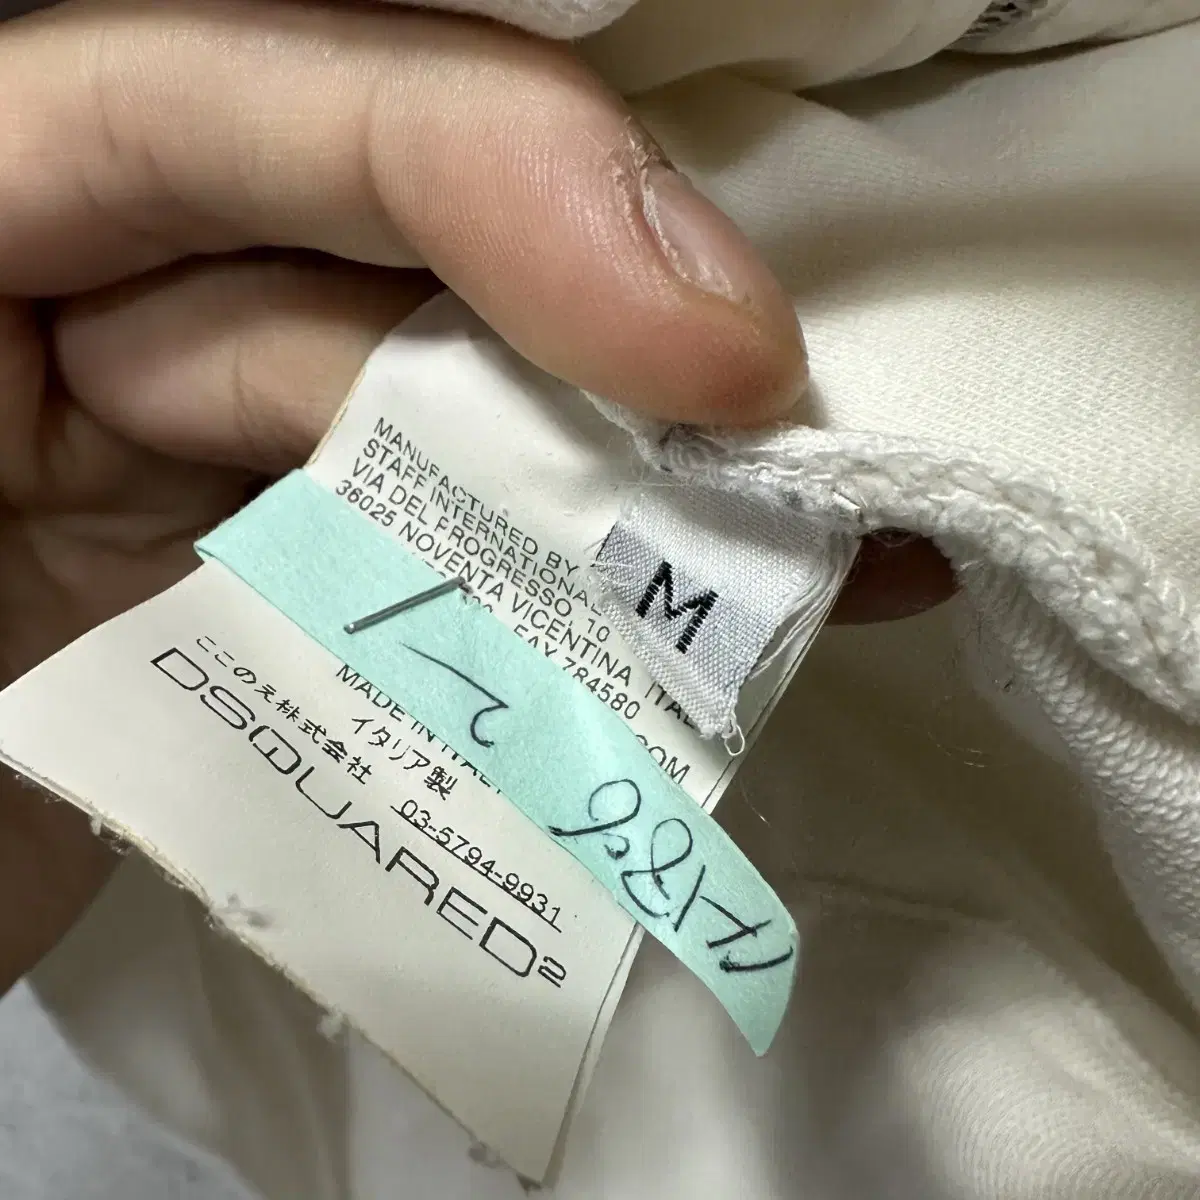 MANUFACTURED BY
STAFF INTERNATIONAL
VIA DEL PROGRESSO, 10
36025 NOVENTA VICENTINA ITAL
FAX 784580
COM
MADE IN ITALY
イタリア製
ここのえ株式会社 03-5794-9931
DSQUARED2
M